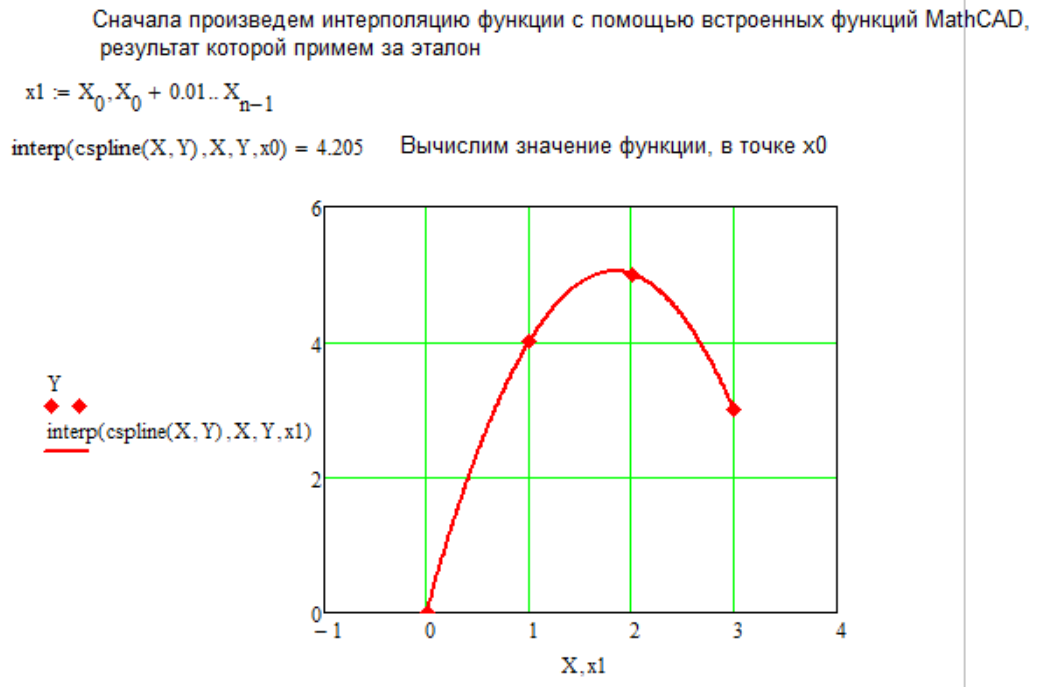 Сначала произведем интерполяцию функции с помощью встроенных функций MathCAD,
результат которой примем за эталон
x1 := X₀, X₀ + 0.01.. Xₙ₋₁
interp(cspline(X, Y), X, Y, x0) = 4.205 Вычислим значение функции, в точке x0
6
4
2
0
Y
interp(cspline(X, Y), X, Y, x1)
−1 0 1 2 3 4
X, x1